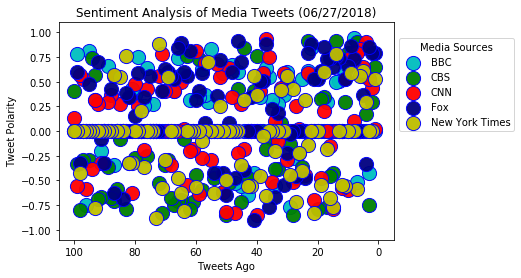 Sentiment Analysis of Media Tweets (06/27/2018)
Tweet Polarity
1.00
0.75
0.50
0.25
0.00
−0.25
−0.50
−0.75
−1.00
100
80
60
40
20
0
Tweets Ago
Media Sources
BBC
CBS
CNN
Fox
New York Times